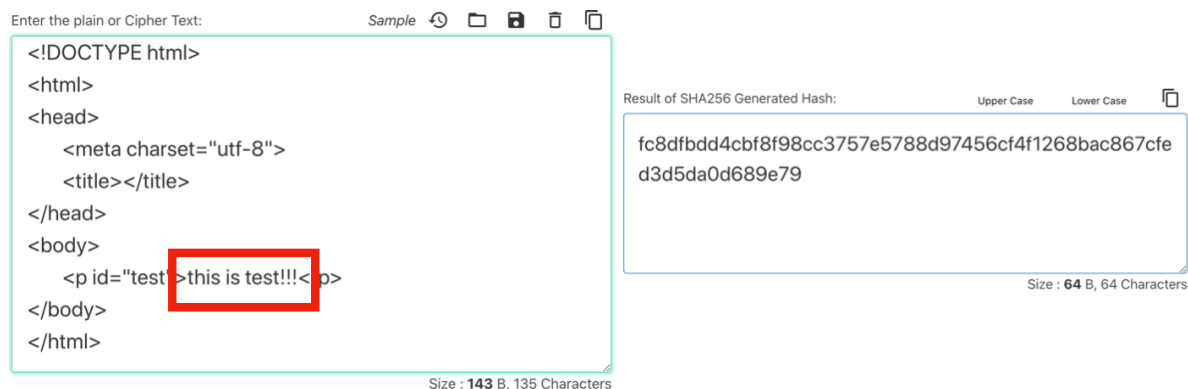 Enter the plain or Cipher Text:
Sample
<!DOCTYPE html>
<html>
<head>
<meta charset="utf-8">
<title></title>
</head>
<body>
<p id="test">this is test!!!</p>
</body>
</html>
Size : 143 B, 135 Characters
Result of SHA256 Generated Hash:
Upper Case
Lower Case
fc8dfbdd4cbf8f98cc3757e5788d97456cf4f1268bac867cfe
d3d5da0d689e79
Size : 64 B, 64 Characters